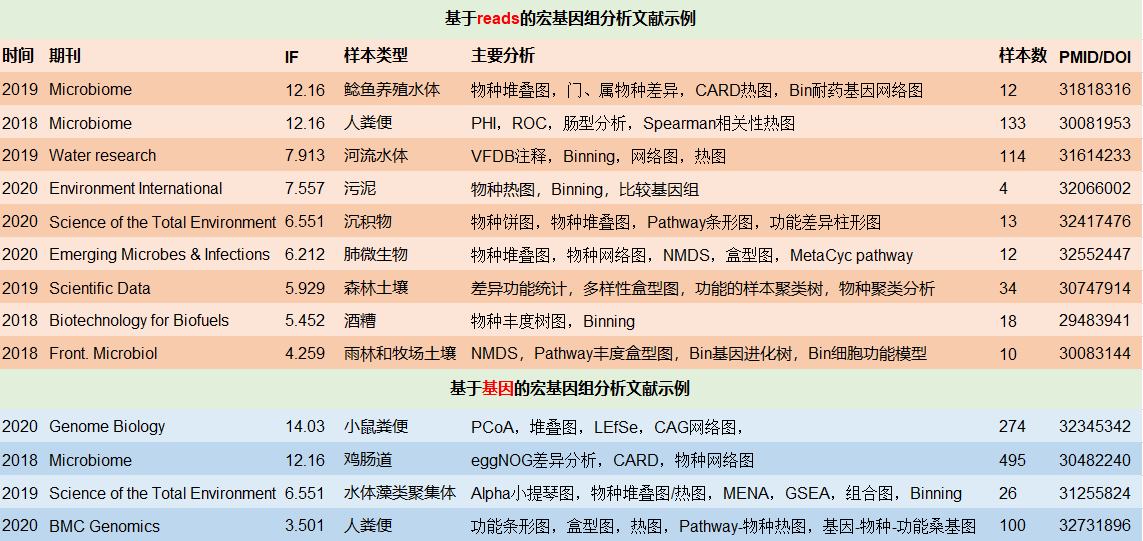 基于reads的宏基因组分析文献示例
时间 期刊 IF 样本类型 主要分析 样本数 PMID/DOI
2019 Microbiome 12.16 鲶鱼养殖水体 物种堆叠图，门、属物种差异，CARD热图，Bin耐药基因网络图 12 31818316
2018 Microbiome 12.16 人粪便 PHI，ROC，肠型分析，Spearman相关性热图 133 30081953
2019 Water research 7.913 河流水体 VFDB注释，Binning，网络图，热图 114 31614233
2020 Environment International 7.557 污泥 物种热图，Binning，比较基因组 4 32066002
2020 Science of the Total Environment 6.551 沉积物 物种饼图，物种堆叠图，Pathway条形图，功能差异柱形图 13 32417476
2020 Emerging Microbes & Infections 6.212 肺微生物 物种堆叠图，物种网络图，NMDS，盒型图，MetaCyc pathway 12 32552447
2019 Scientific Data 5.929 森林土壤 差异功能统计，多样性盒型图，功能的样本聚类树，物种聚类分析 34 30747914
2018 Biotechnology for Biofuels 5.452 酒糟 物种丰度树图，Binning 18 29483941
2018 Front. Microbiol 4.259 雨林和牧场土壤 NMDS，Pathway丰度盒型图，Bin基因进化树，Bin细胞功能模型 10 30083144
基于基因的宏基因组分析文献示例
2020 Genome Biology 14.03 小鼠粪便 PCoA，堆叠图，LEfSe，CAG网络图， 274 32345342
2018 Microbiome 12.16 鸡肠道 eggNOG差异分析，CARD，物种网络图 495 30482240
2019 Science of the Total Environment 6.551 水体藻类聚集体 Alpha小提琴图，物种堆叠图/热图，MENA，GSEA，组合图，Binning 26 31255824
2020 BMC Genomics 3.501 人粪便 功能条形图，盒型图，热图，Pathway-物种热图，基因-物种-功能桑基图 100 32731896